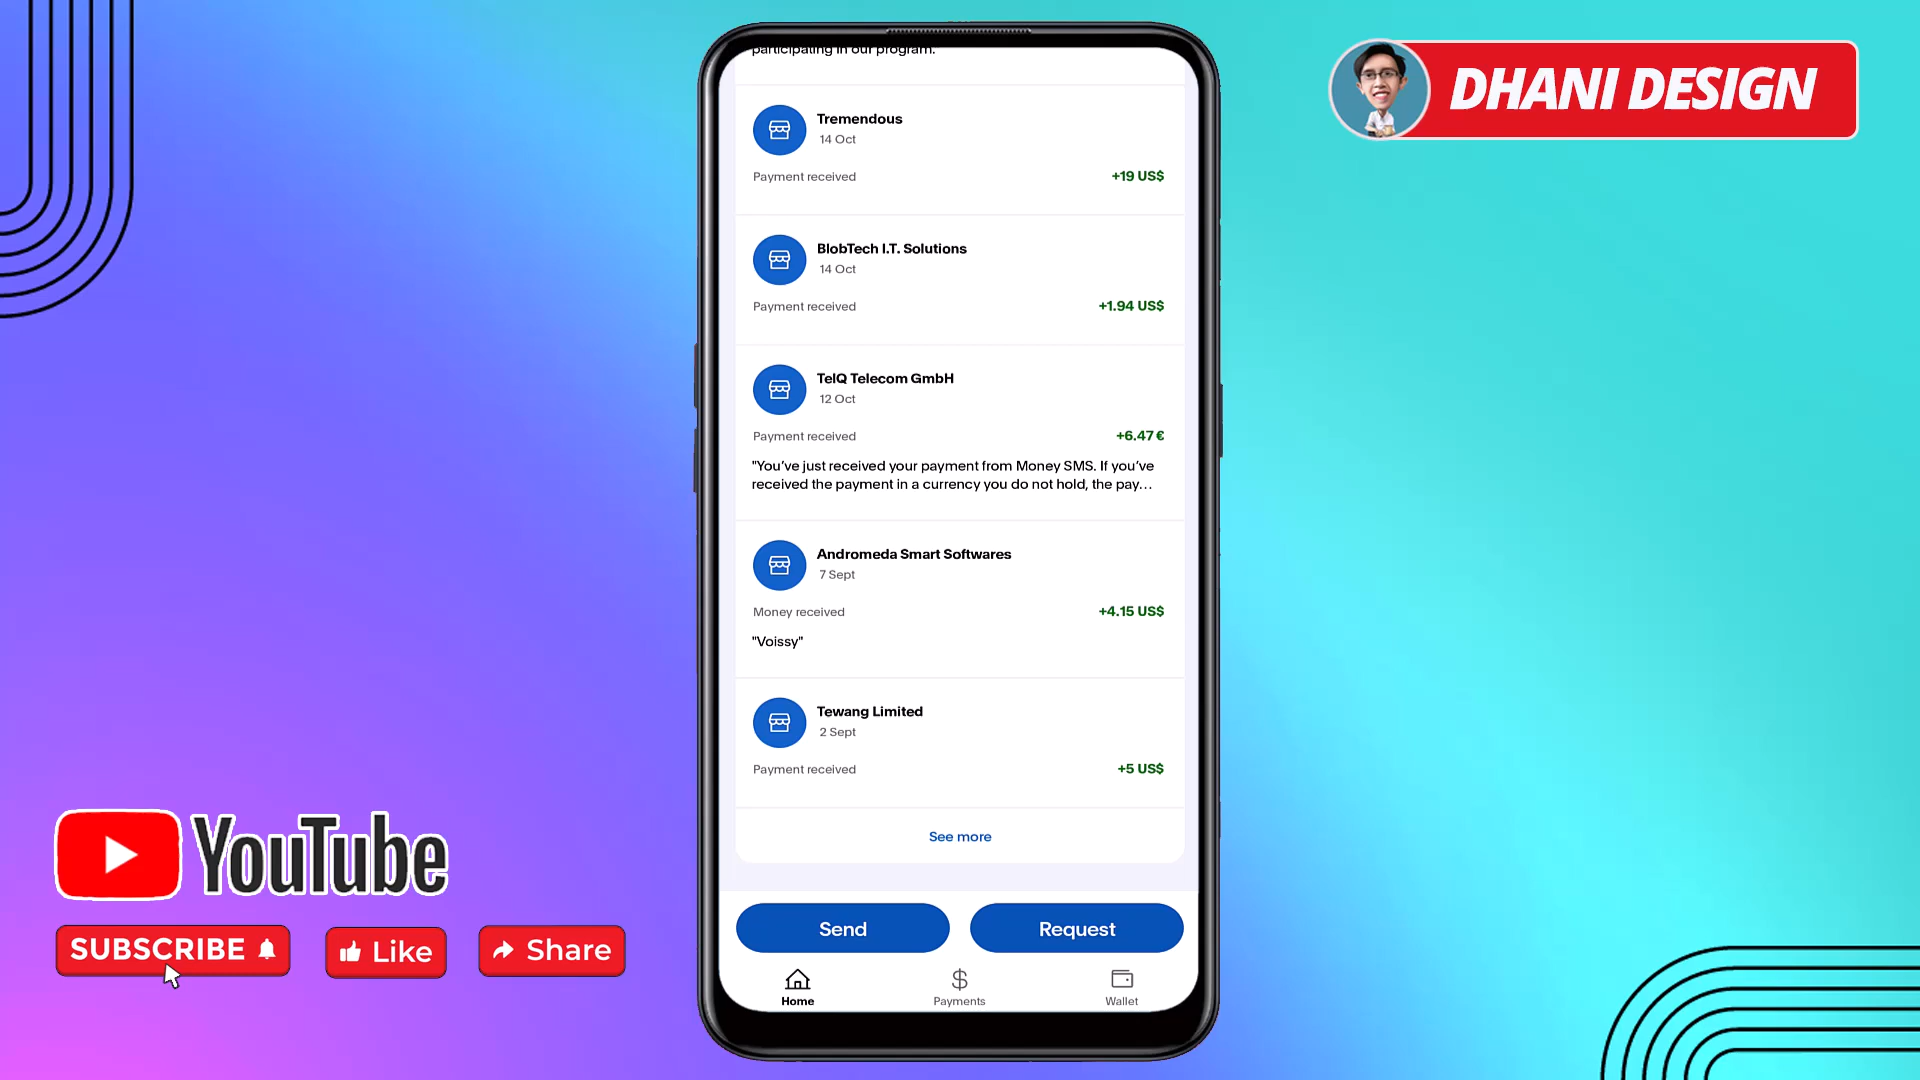 participating in our program.
DHANI DESIGN
Tremendous
14 Oct
Payment received
+19 US$
BlobTech I.T. Solutions
14 Oct
Payment received
+1.94 US$
TelQ Telecom GmbH
12 Oct
Payment received
+6.47 €
"You’ve just received your payment from Money SMS. If you’ve
received the payment in a currency you do not hold, the pay...
Andromeda Smart Softwares
7 Sept
Money received
+4.15 US$
"Voissy"
Tewang Limited
2 Sept
Payment received
+5 US$
See more
Send
Request
Home
Payments
Wallet
YouTube
SUBSCRIBE
Like
Share